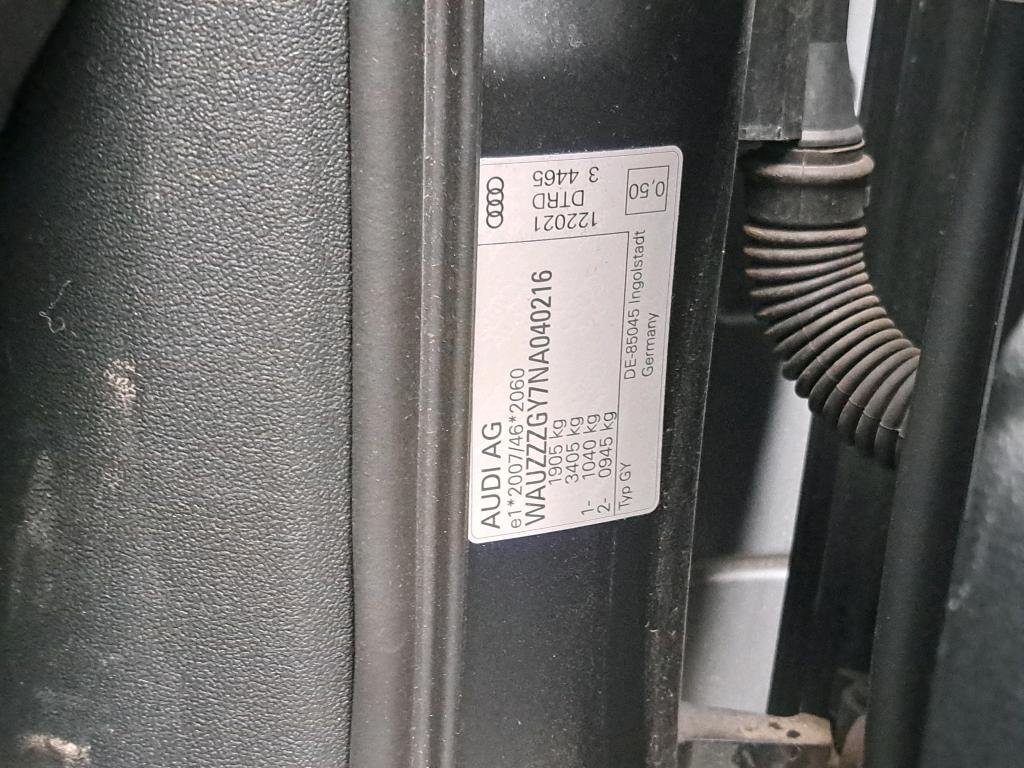 AUDI AG
e1*2007/46*2060
WAUZZZGY7NA040216
1905 kg
3405 kg
1- 1040 kg
2- 0945 kg
Typ GY
DE-85045 Ingolstadt
Germany
122021
DTRD
3 4465
0,50